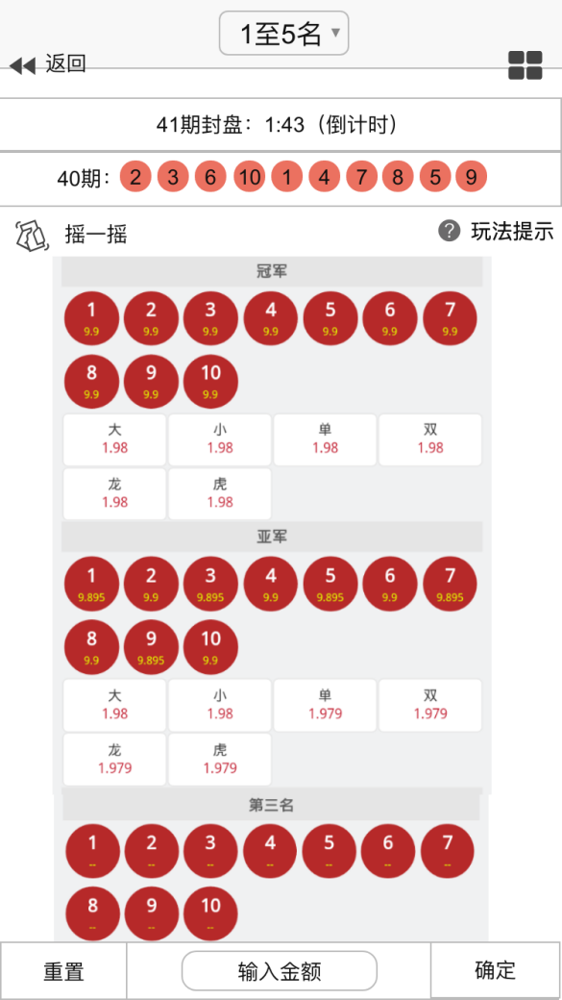 1至5名
返回
41期封盘：1:43（倒计时）
40期： 2 3 6 10 1 4 7 8 5 9
摇一摇 ? 玩法提示
冠军
1 2 3 4 5 6 7
9.9 9.9 9.9 9.9 9.9 9.9 9.9
8 9 10
9.9 9.9 9.9
大 小 单 双
1.98 1.98 1.98 1.98
龙 虎
1.98 1.98
亚军
1 2 3 4 5 6 7
9.895 9.9 9.895 9.9 9.895 9.9 9.895
8 9 10
9.9 9.895 9.9
大 小 单 双
1.98 1.98 1.979 1.979
龙 虎
1.979 1.979
第三名
1 2 3 4 5 6 7
-- -- -- -- -- -- --
8 9 10
-- -- --
重置 输入金额 确定